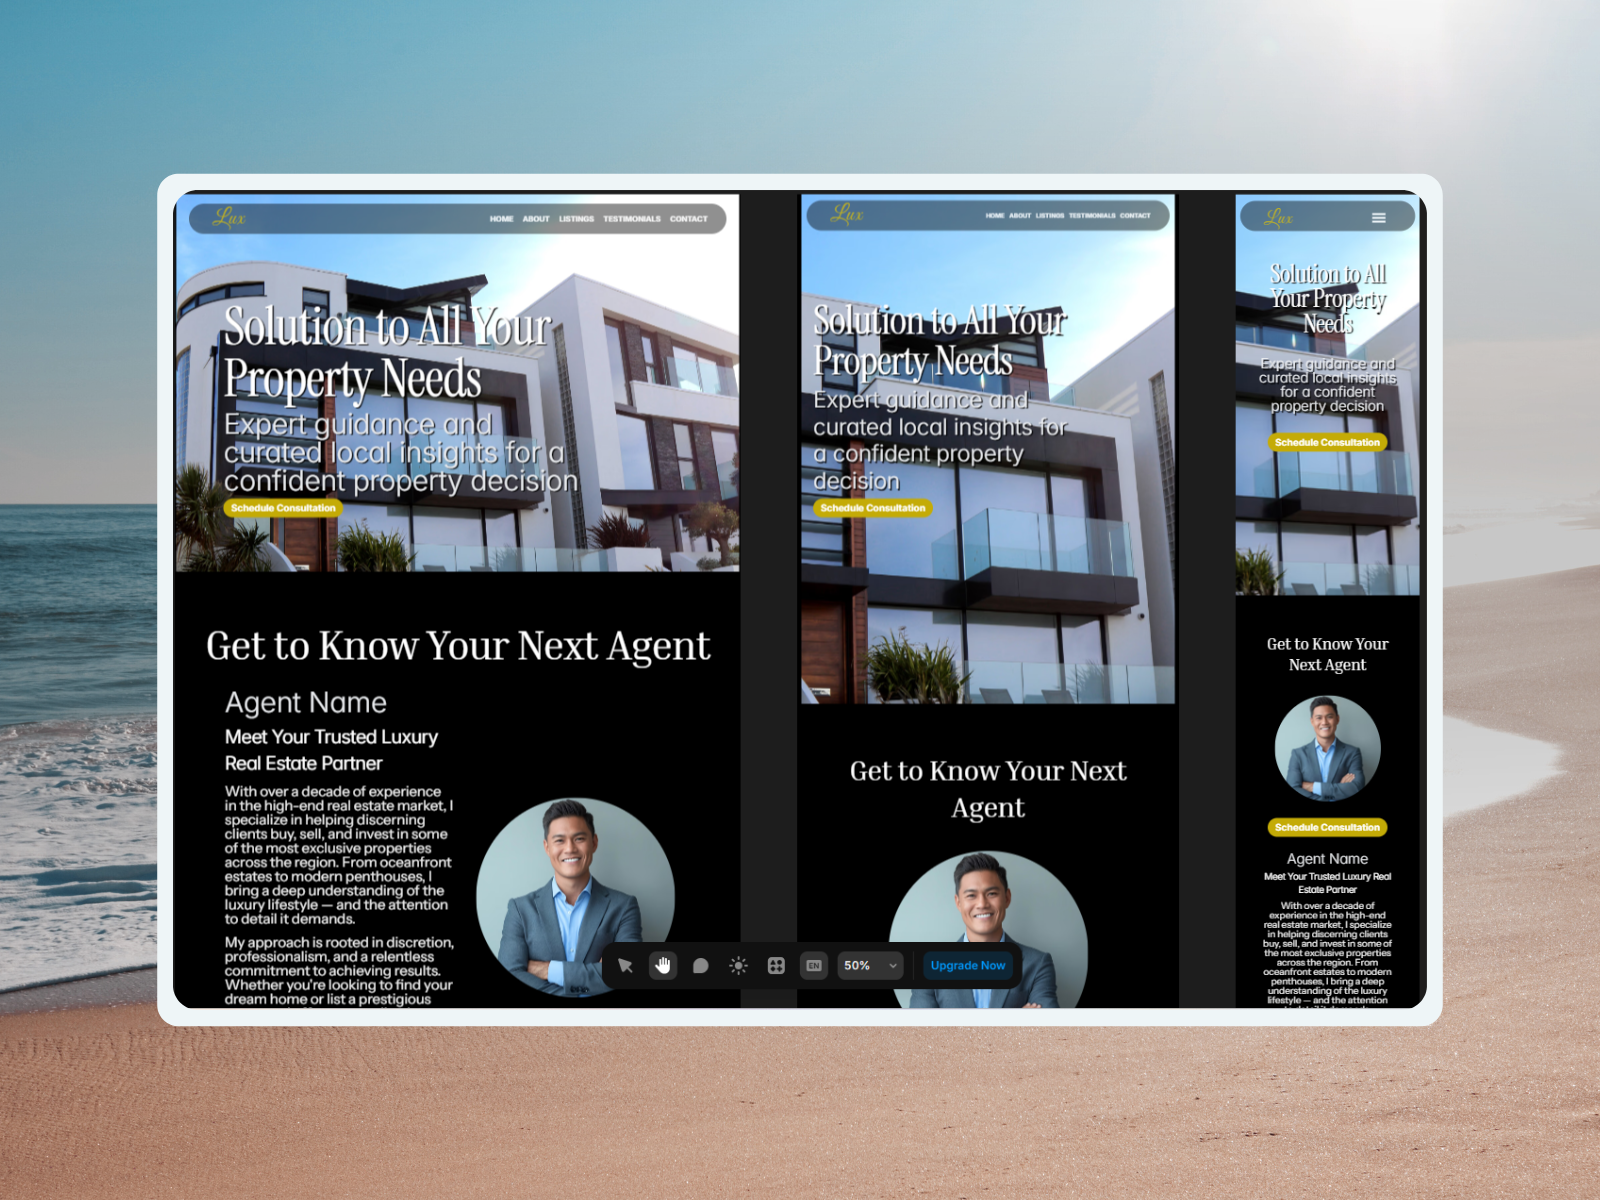 Lux
HOME ABOUT LISTINGS TESTIMONIALS CONTACT
Solution to All Your
Property Needs
Expert guidance and
curated local insights for a
confident property decision
Schedule Consultation
Get to Know Your Next Agent
Agent Name
Meet Your Trusted Luxury
Real Estate Partner
With over a decade of experience
in the high-end real estate market, I
specialize in helping discerning
clients buy, sell, and invest in some
of the most exclusive properties
across the region. From oceanfront
estates to modern penthouses, I
bring a deep understanding of the
luxury lifestyle — and the attention
to detail it demands.
My approach is rooted in discretion,
professionalism, and a relentless
commitment to achieving results.
Whether you're looking to find your
dream home or list a prestigious
Lux
HOME ABOUT LISTINGS TESTIMONIALS CONTACT
Solution to All Your
Property Needs
Expert guidance and
curated local insights for
a confident property
decision
Schedule Consultation
Get to Know Your Next
Agent
Lux
Solution to All
Your Property
Needs
Expert guidance and
curated local insights
for a confident
property decision
Schedule Consultation
Get to Know Your
Next Agent
Schedule Consultation
Agent Name
Meet Your Trusted Luxury Real
Estate Partner
With over a decade of
experience in the high-end
real estate market, I specialize
in helping discerning clients
buy, sell, and invest in some of
the most exclusive properties
across the region. From
oceanfront estates to modern
penthouses, I bring a deep
understanding of the luxury
lifestyle — and the attention
EN
50%
Upgrade Now